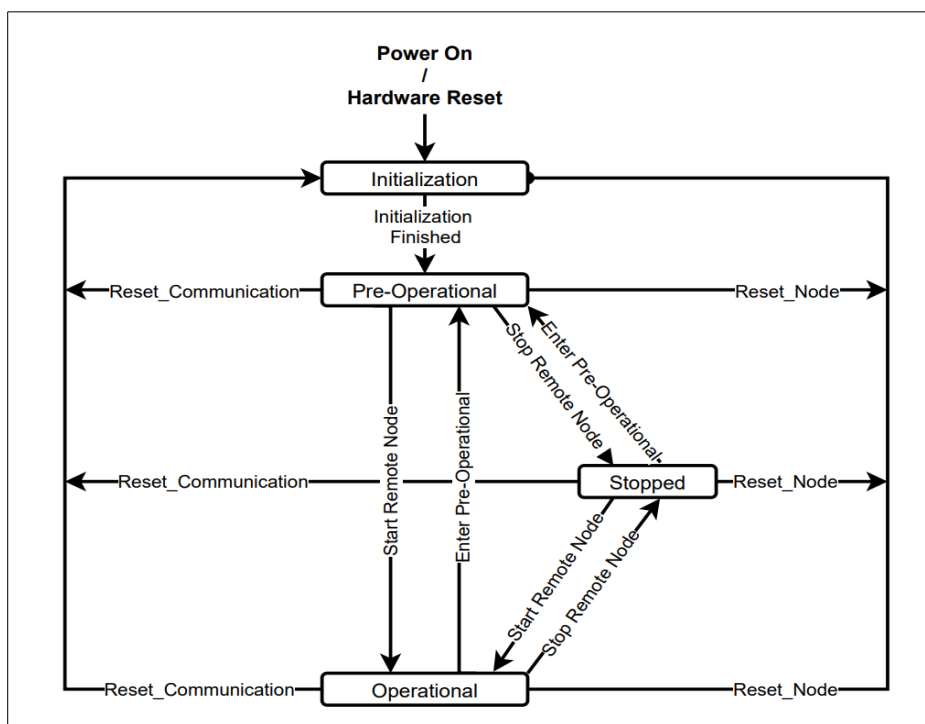 Power On
/
Hardware Reset
Initialization
Initialization
Finished
Reset_Communication
Pre-Operational
Reset_Node
Stop Remote Node
Enter Pre-Operational
Start Remote Node
Enter Pre-Operational
Reset_Communication
Stopped
Reset_Node
Start Remote Node
Stop Remote Node
Reset_Communication
Operational
Reset_Node